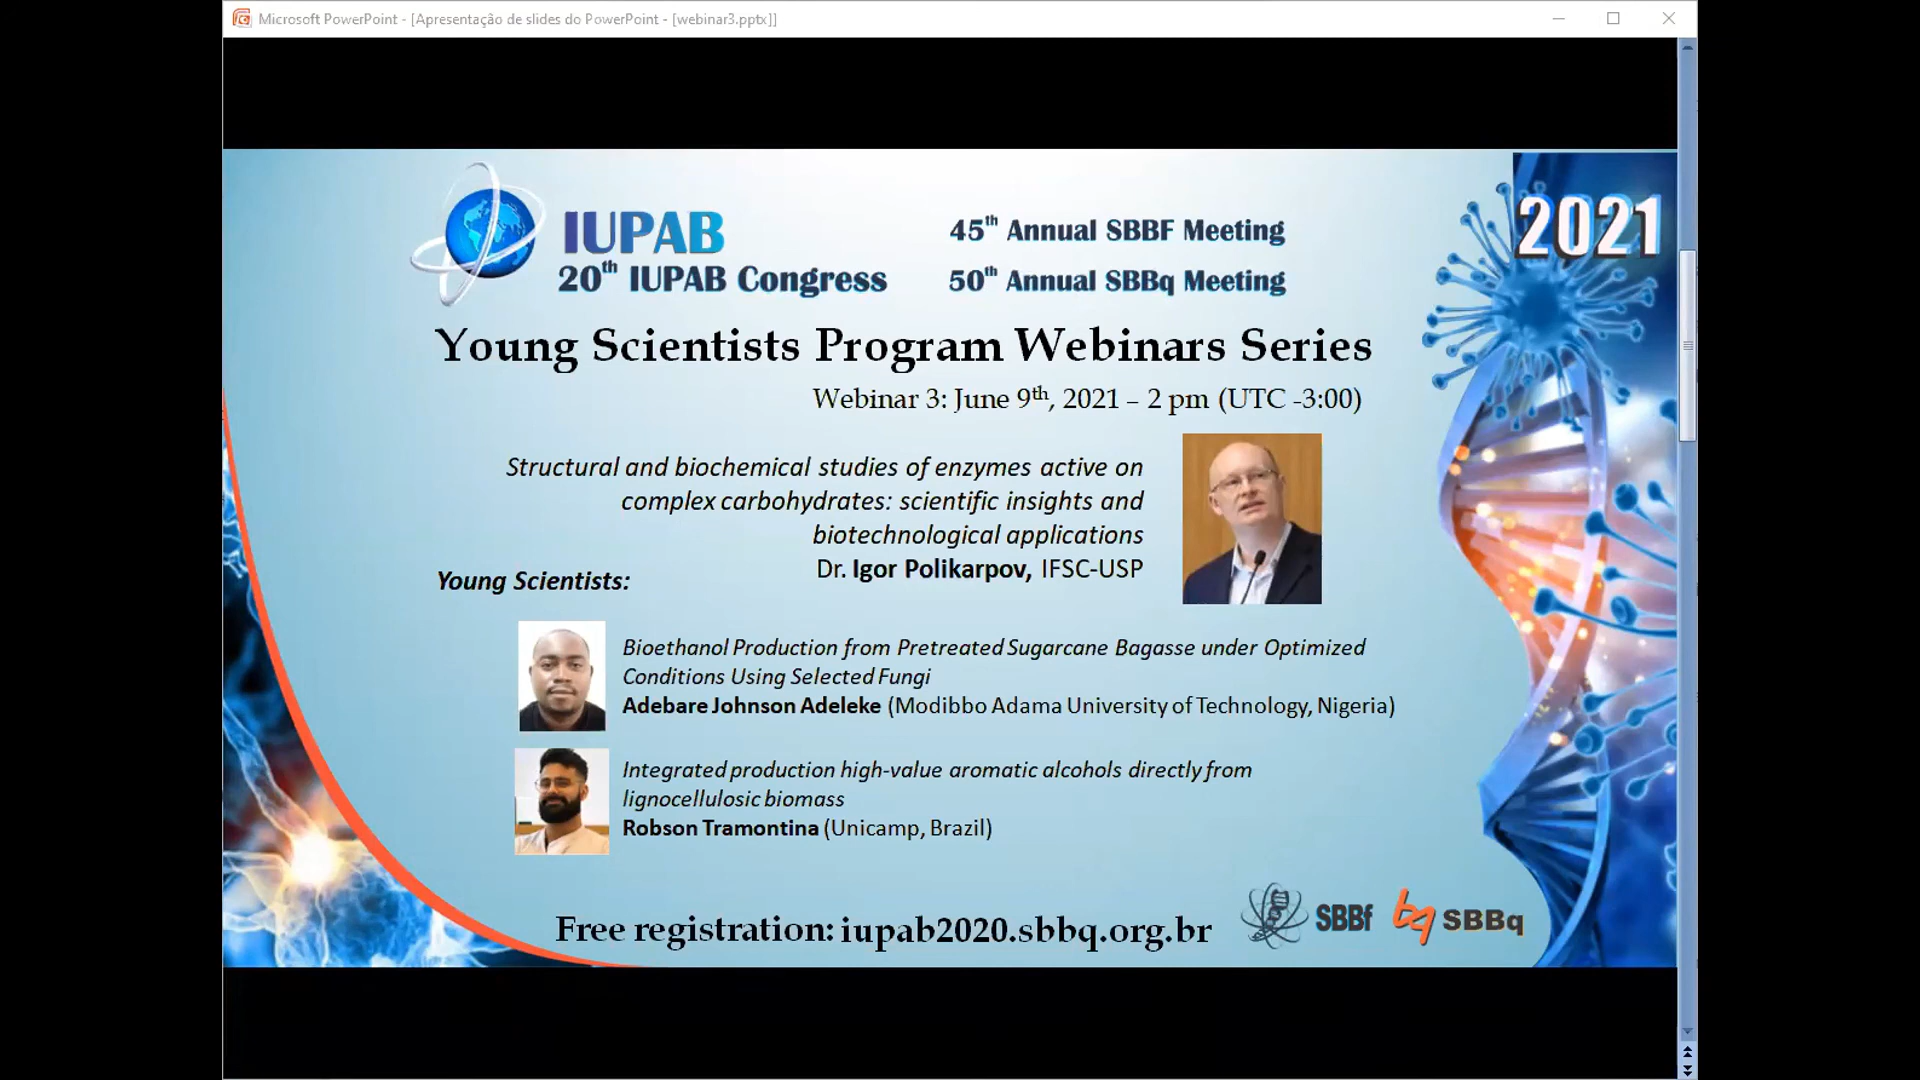 Microsoft PowerPoint - [Apresentação de slides do PowerPoint - [webinar3.pptx]]
2021
IUPAB
20th IUPAB Congress
45th Annual SBBF Meeting
50th Annual SBBq Meeting
Young Scientists Program Webinars Series
Webinar 3: June 9th, 2021 – 2 pm (UTC -3:00)
Structural and biochemical studies of enzymes active on
complex carbohydrates: scientific insights and
biotechnological applications
Dr. Igor Polikarpov, IFSC-USP
Young Scientists:
Bioethanol Production from Pretreated Sugarcane Bagasse under Optimized
Conditions Using Selected Fungi
Adebare Johnson Adeleke (Modibbo Adama University of Technology, Nigeria)
Integrated production high-value aromatic alcohols directly from
lignocellulosic biomass
Robson Tramontina (Unicamp, Brazil)
Free registration: iupab2020.sbbq.org.br
SBBf
bq SBBq